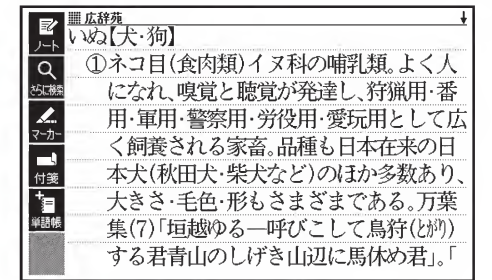 広辞苑
ノート
さらに検索
マーカー
付箋
単語帳
いぬ【犬・狗】
①ネコ目(食肉類)イヌ科の哺乳類。よく人
になれ、嗅覚と聴覚が発達し、狩猟用・番
用・軍用・警察用・労役用・愛玩用として広
く飼養される家畜。品種も日本在来の日
本犬(秋田犬・柴犬など)のほか多数あり、
大きさ・毛色・形もさまざまである。万葉
集(7)「垣越ゆる―呼びこして鳥狩(とがり)
する君青山のしげき山辺に馬休め君」。「